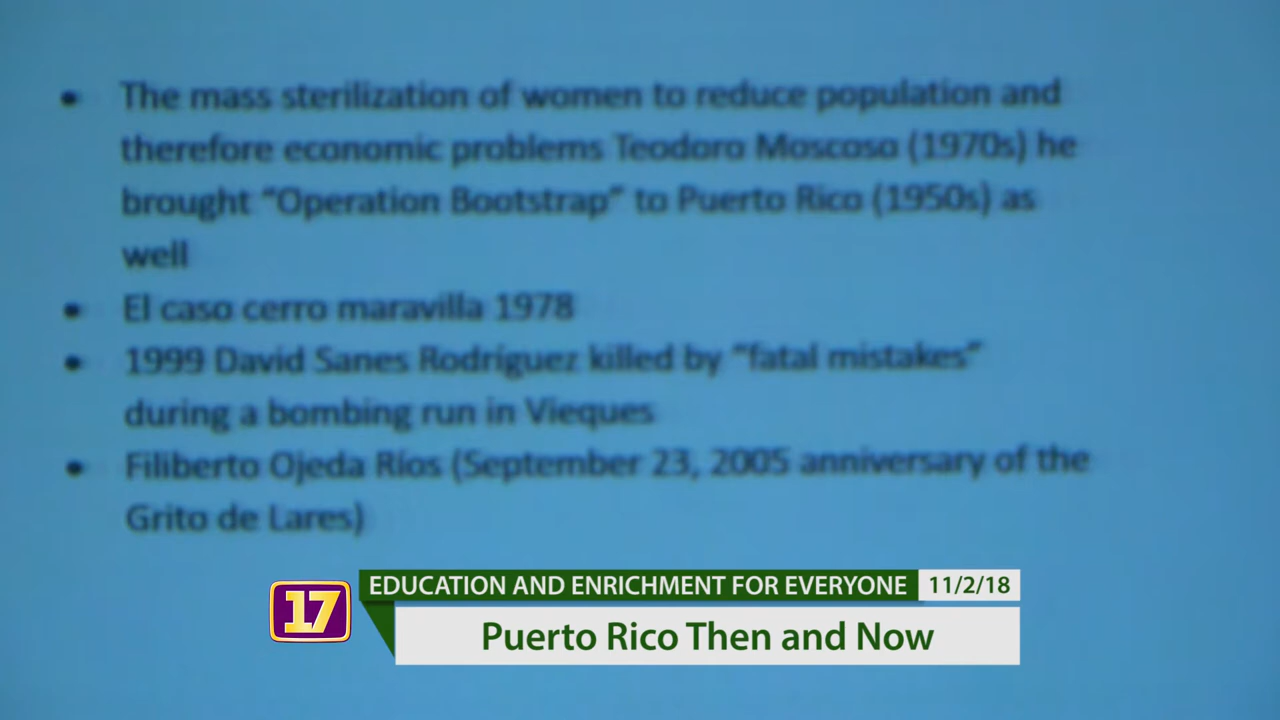 The mass sterilization of women to reduce population and
therefore economic problems Teodoro Moscoso (1970s) he
brought “Operation Bootstrap” to Puerto Rico (1950s) as
well
El caso cerro maravilla 1978
1999 David Sanes Rodríguez killed by “fatal mistakes”
during a bombing run in Vieques
Filiberto Ojeda Ríos (September 23, 2005 anniversary of the
Grito de Lares)
EDUCATION AND ENRICHMENT FOR EVERYONE 11/2/18
17
Puerto Rico Then and Now